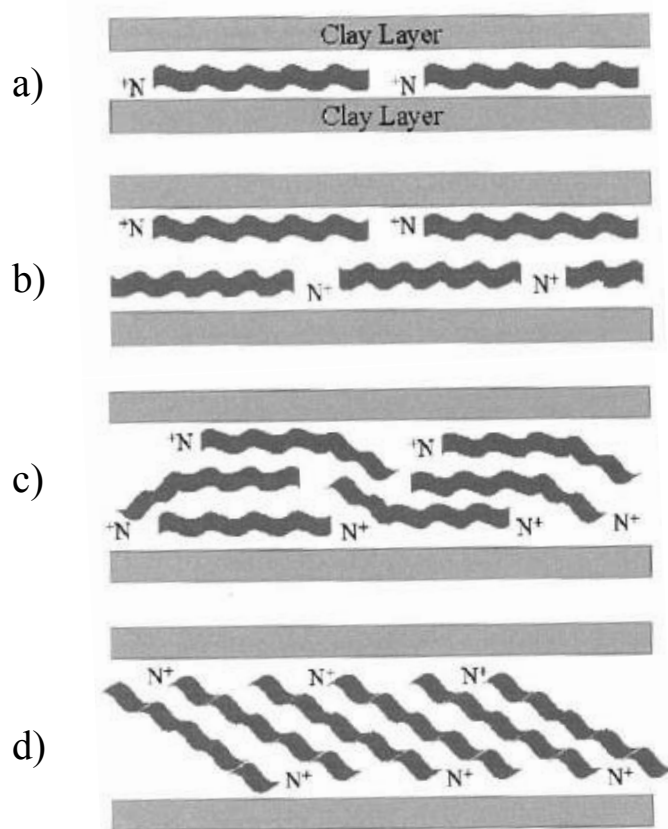 Clay Layer
a)
⁺N ⁺N
Clay Layer
⁺N ⁺N
b)
N⁺ N⁺
⁺N ⁺N
c)
⁺N N⁺ N⁺ N⁺
N⁺ N⁺ N⁺
d)
N⁺ N⁺ N⁺